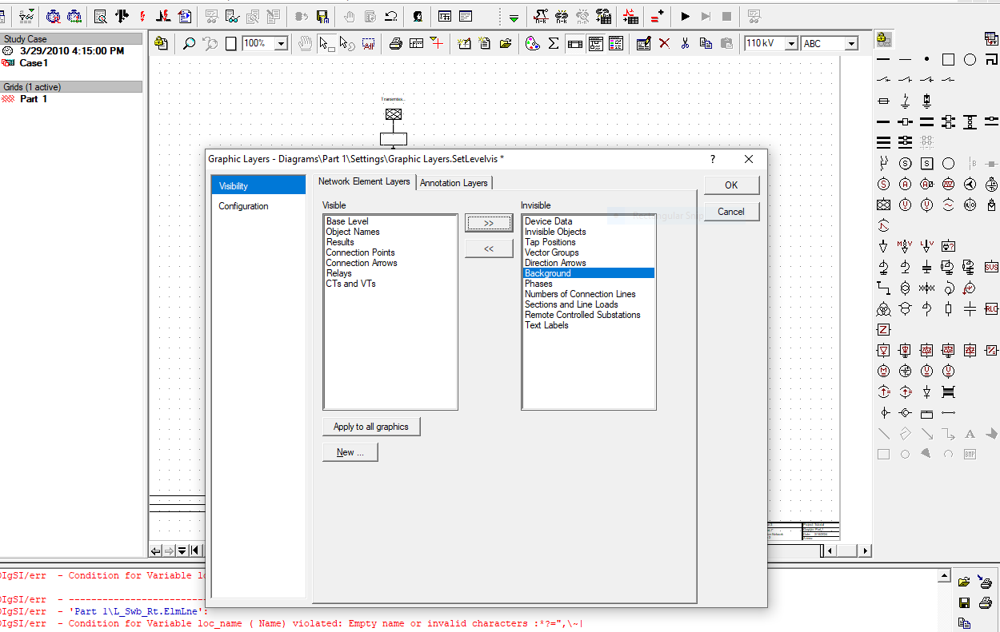 100%
110 kV
ABC
Study Case
3/29/2010 4:15:00 PM
Case1
Grids (1 active)
Part 1
Transmiss...
Graphic Layers - Diagrams\Part 1\Settings\Graphic Layers.SetLevelvis *
?
Visibility
Configuration
Network Element Layers
Annotation Layers
OK
Cancel
Visible
Invisible
Rectangular Snip
Base Level
Object Names
Results
Connection Points
Connection Arrows
Relays
CTs and VTs
>>
<<
Device Data
Invisible Objects
Tap Positions
Vector Groups
Direction Arrows
Background
Phases
Numbers of Connection Lines
Sections and Line Loads
Remote Controlled Substations
Text Labels
Apply to all graphics
New ...
SUS
RLC
BMP
DIgSI/err - Condition for Variable lo
DIgSI/err - -------------------------
DIgSI/err - 'Part 1\L_Swb_Rt.ElmLne':
DIgSI/err - Condition for Variable loc_name ( Name) violated: Empty name or invalid characters :*?=",\~|